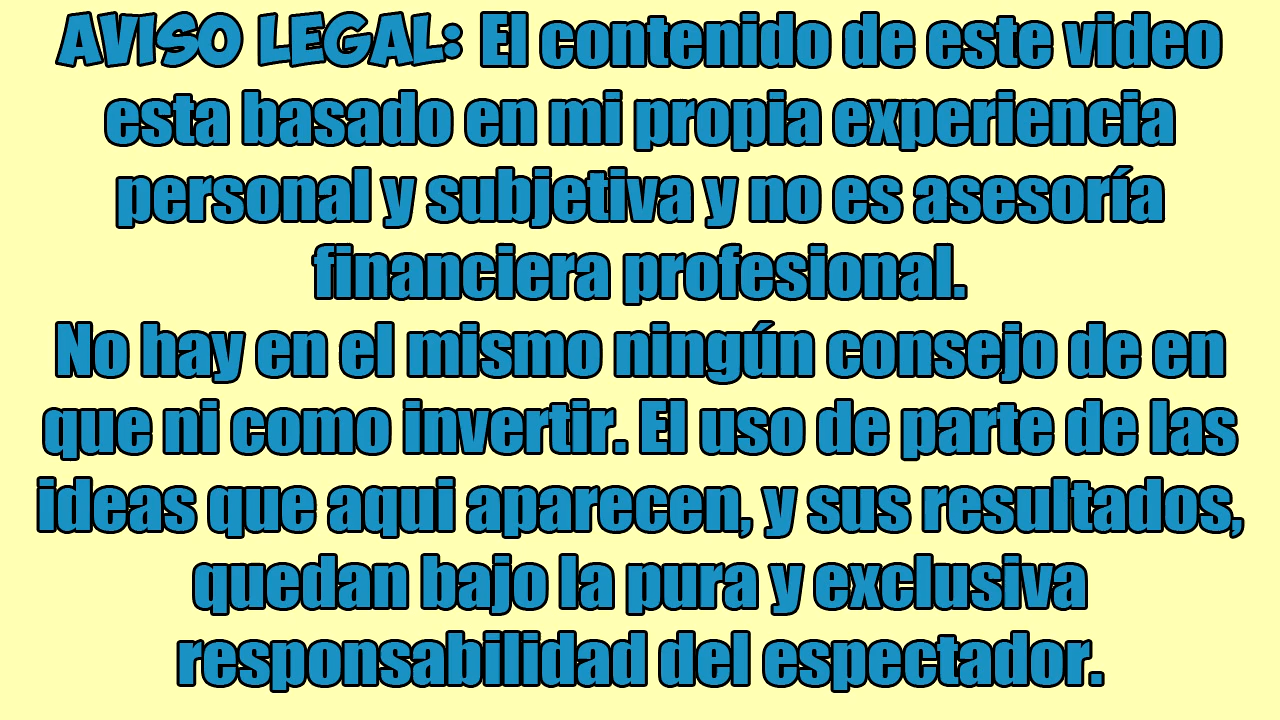 AVISO LEGAL: El contenido de este video
esta basado en mi propia experiencia
personal y subjetiva y no es asesoría
financiera profesional.
No hay en el mismo ningún consejo de en
que ni como invertir. El uso de parte de las
ideas que aqui aparecen, y sus resultados,
quedan bajo la pura y exclusiva
responsabilidad del espectador.